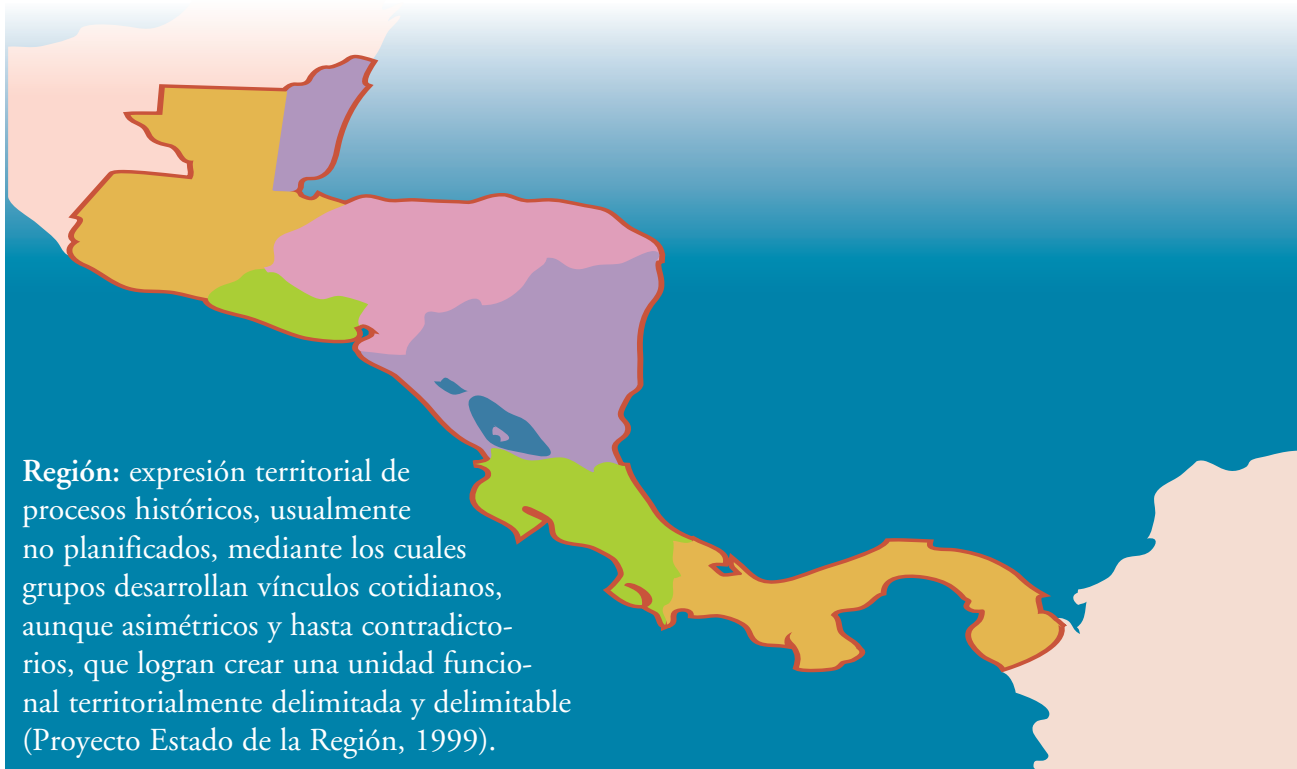 Región: expresión territorial de
procesos históricos, usualmente
no planificados, mediante los cuales
grupos desarrollan vínculos cotidianos,
aunque asimétricos y hasta contradicto-
rios, que logran crear una unidad funcio-
nal territorialmente delimitada y delimitable
(Proyecto Estado de la Región, 1999).